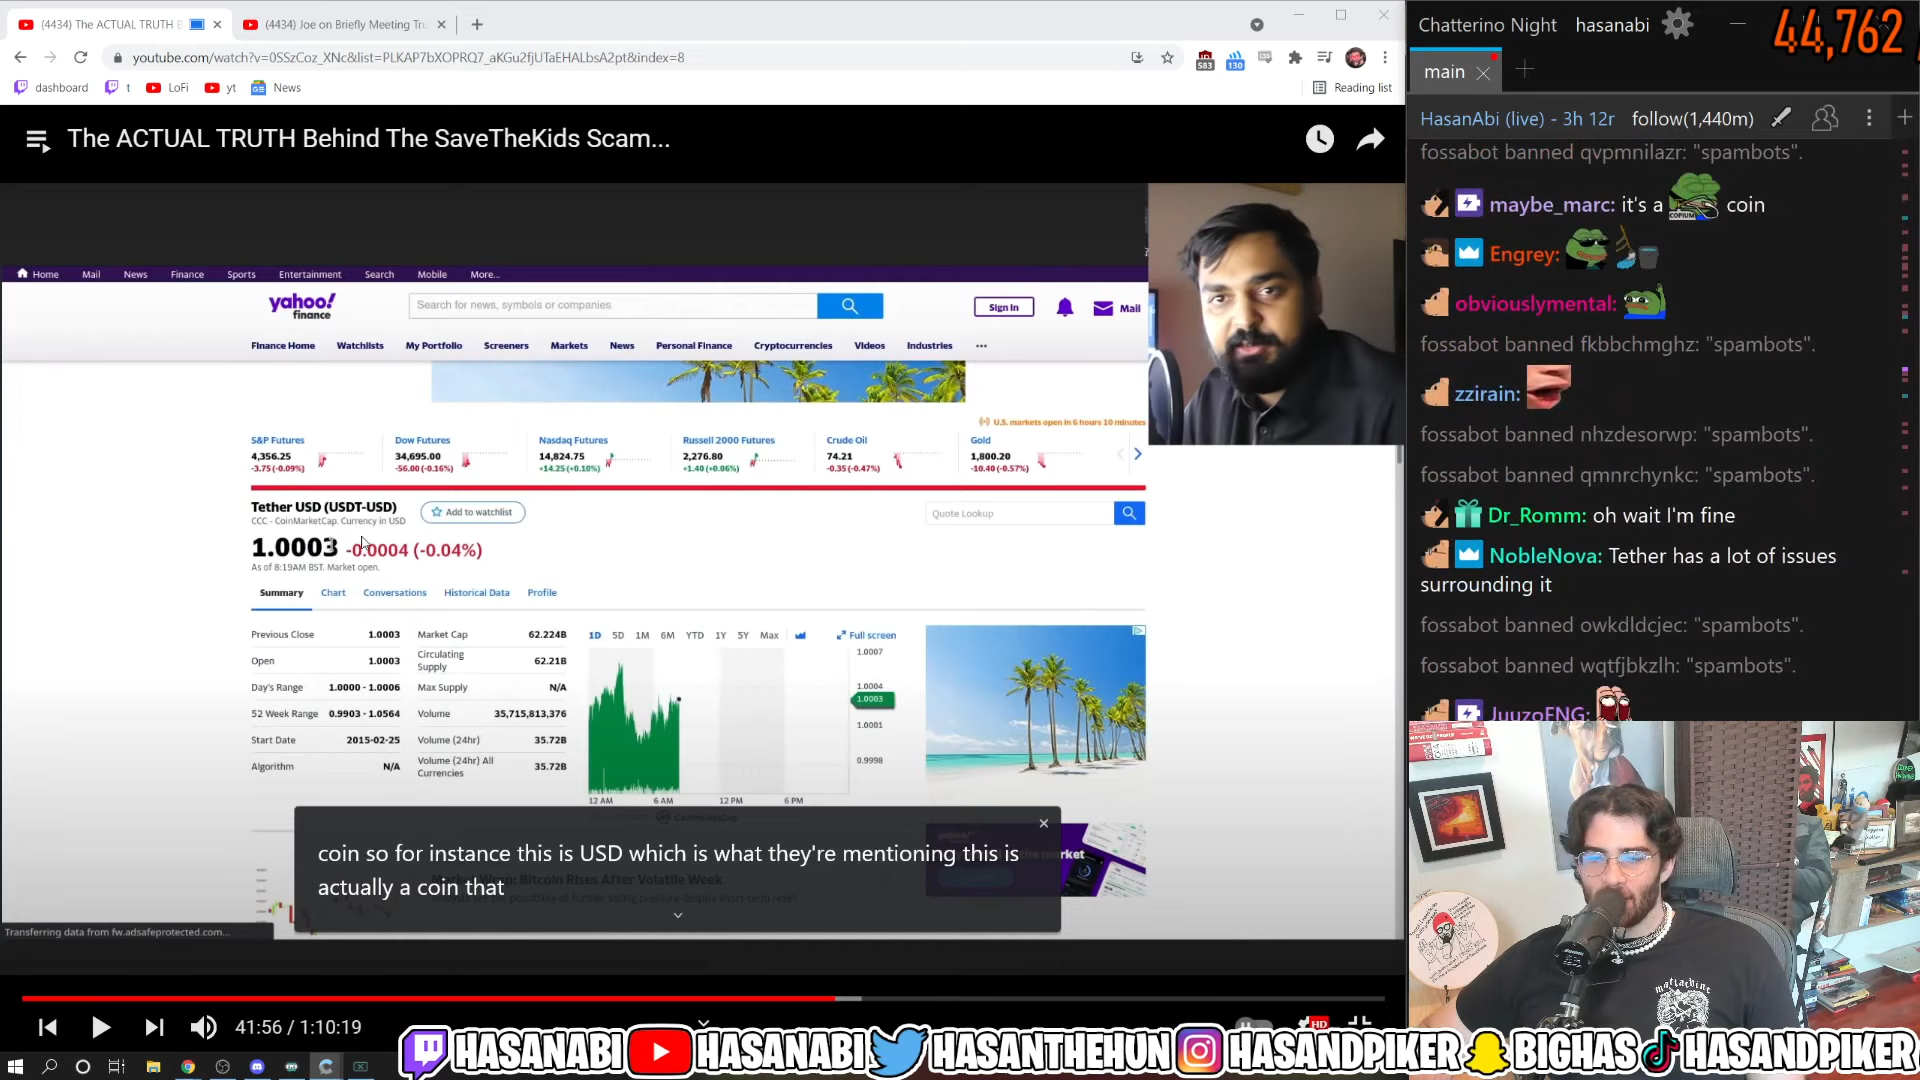 (4434) The ACTUAL TRUTH B
(4434) Joe on Briefly Meeting Tru
youtube.com/watch?v=0SSzCoz_XNc&list=PLKAP7bXOPRQ7_aKGu2fjUTaEHALbsA2pt&index=8
583
130
dashboard
t
LoFi
yt
News
Reading list
The ACTUAL TRUTH Behind The SaveTheKids Scam...
Home Mail News Finance Sports Entertainment Search Mobile More...
yahoo!
finance
Search for news, symbols or companies
Sign In
Mail
Finance Home Watchlists My Portfolio Screeners Markets News Personal Finance Cryptocurrencies Videos Industries ...
U.S. markets open in 6 hours 10 minutes
S&P Futures
4,356.25
-3.75 (-0.09%)
Dow Futures
34,695.00
-56.00 (-0.16%)
Nasdaq Futures
14,824.75
+14.25 (+0.10%)
Russell 2000 Futures
2,276.80
+1.40 (+0.06%)
Crude Oil
74.21
-0.35 (-0.47%)
Gold
1,800.20
-10.40 (-0.57%)
Tether USD (USDT-USD)
CCC - CoinMarketCap. Currency in USD
Add to watchlist
Quote Lookup
1.0003 -0.0004 (-0.04%)
As of 8:19AM BST. Market open.
Summary Chart Conversations Historical Data Profile
Previous Close 1.0003
Open 1.0003
Day's Range 1.0000 - 1.0006
52 Week Range 0.9903 - 1.0564
Start Date 2015-02-25
Algorithm N/A
Market Cap 62.224B
Circulating Supply 62.21B
Max Supply N/A
Volume 35,715,813,376
Volume (24hr) 35.72B
Volume (24hr) All Currencies 35.72B
1D 5D 1M 6M YTD 1Y 5Y Max
Full screen
1.0007
1.0004
1.0003
1.0001
0.9998
12 AM 6 AM 12 PM 6 PM
coin so for instance this is USD which is what they're mentioning this is
actually a coin that
Bitcoin Rises After Volatile Week
Transferring data from fw.adsafeprotected.com...
41:56 / 1:10:19
HD
Chatterino Night
hasanabi
44,762
main
HasanAbi (live) - 3h 12r
follow(1,440m)
fossabot banned qvpmnilazr: "spambots".
maybe_marc: it's a COPIUM coin
Engrey:
obviouslymental:
fossabot banned fkbbchmghz: "spambots".
zzirain:
fossabot banned nhzdesorwp: "spambots".
fossabot banned qmnrchynkc: "spambots".
Dr_Romm: oh wait I'm fine
NobleNova: Tether has a lot of issues
surrounding it
fossabot banned owkdldcjec: "spambots".
fossabot banned wqtfjbkzlh: "spambots".
JuuzoFNG:
HASANABI HASANABI HASANTHEHUN HASANDPIKER BIGHAS HASANDPIKER